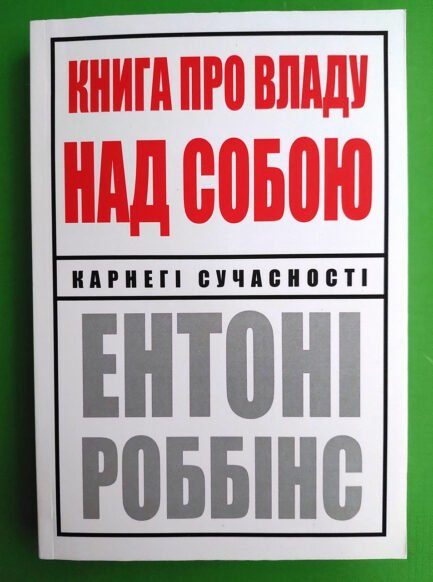 КНИГА ПРО ВЛАДУ
НАД СОБОЮ
КАРНЕГІ СУЧАСНОСТІ
ЕНТОНІ
РОББІНС